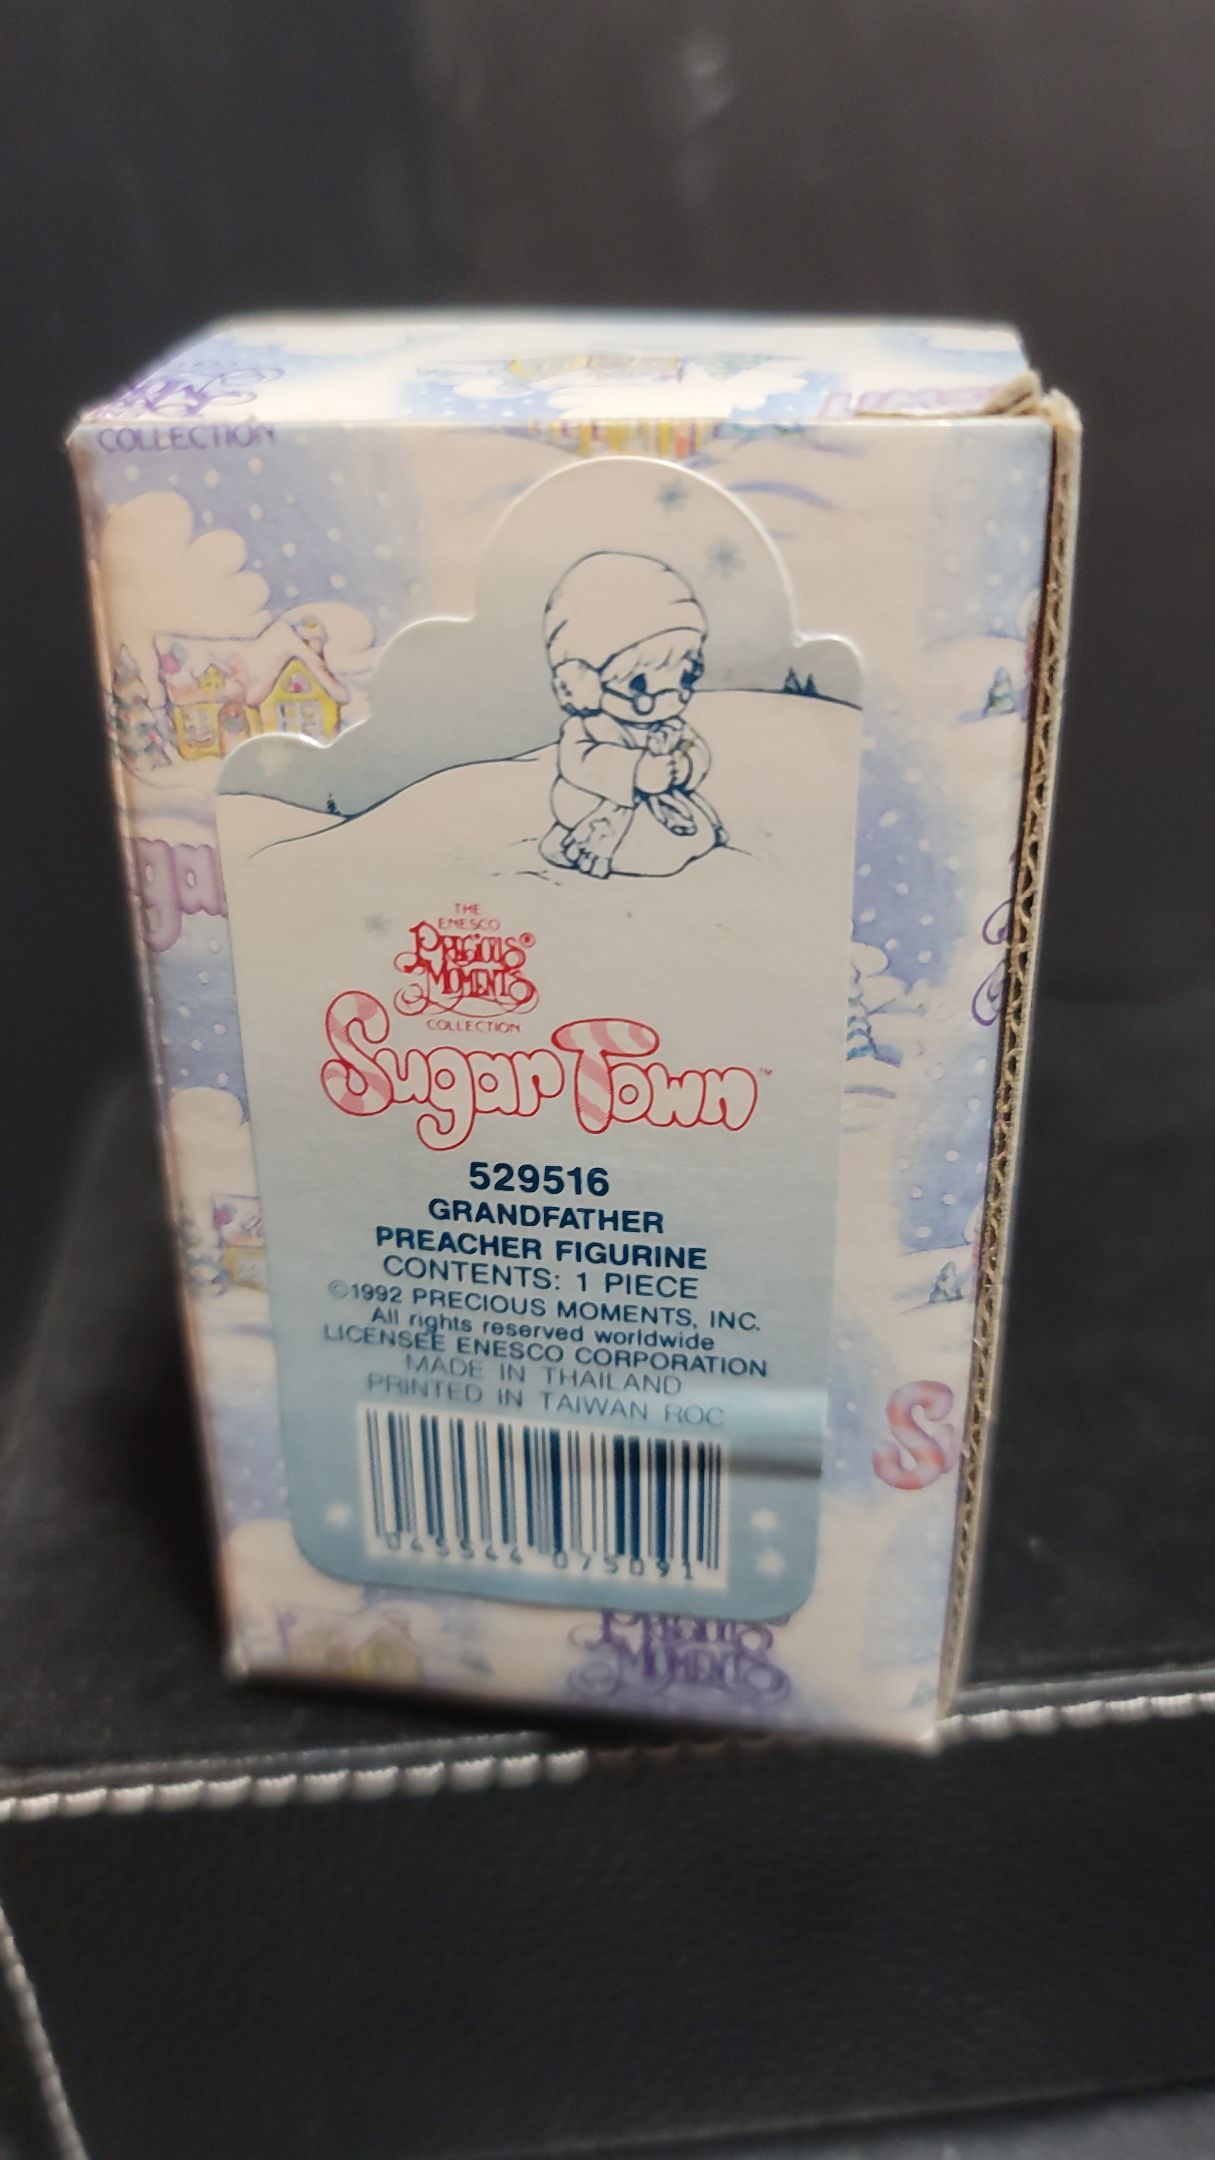 COLLECTION
THE
ENESCO
PRECIOUS®
MOMENTS
COLLECTION
Sugar Town™
529516
GRANDFATHER
PREACHER FIGURINE
CONTENTS: 1 PIECE
©1992 PRECIOUS MOMENTS, INC.
All rights reserved worldwide
LICENSEE ENESCO CORPORATION
MADE IN THAILAND
PRINTED IN TAIWAN ROC
045544 075091
PRECIOUS
MOMENTS